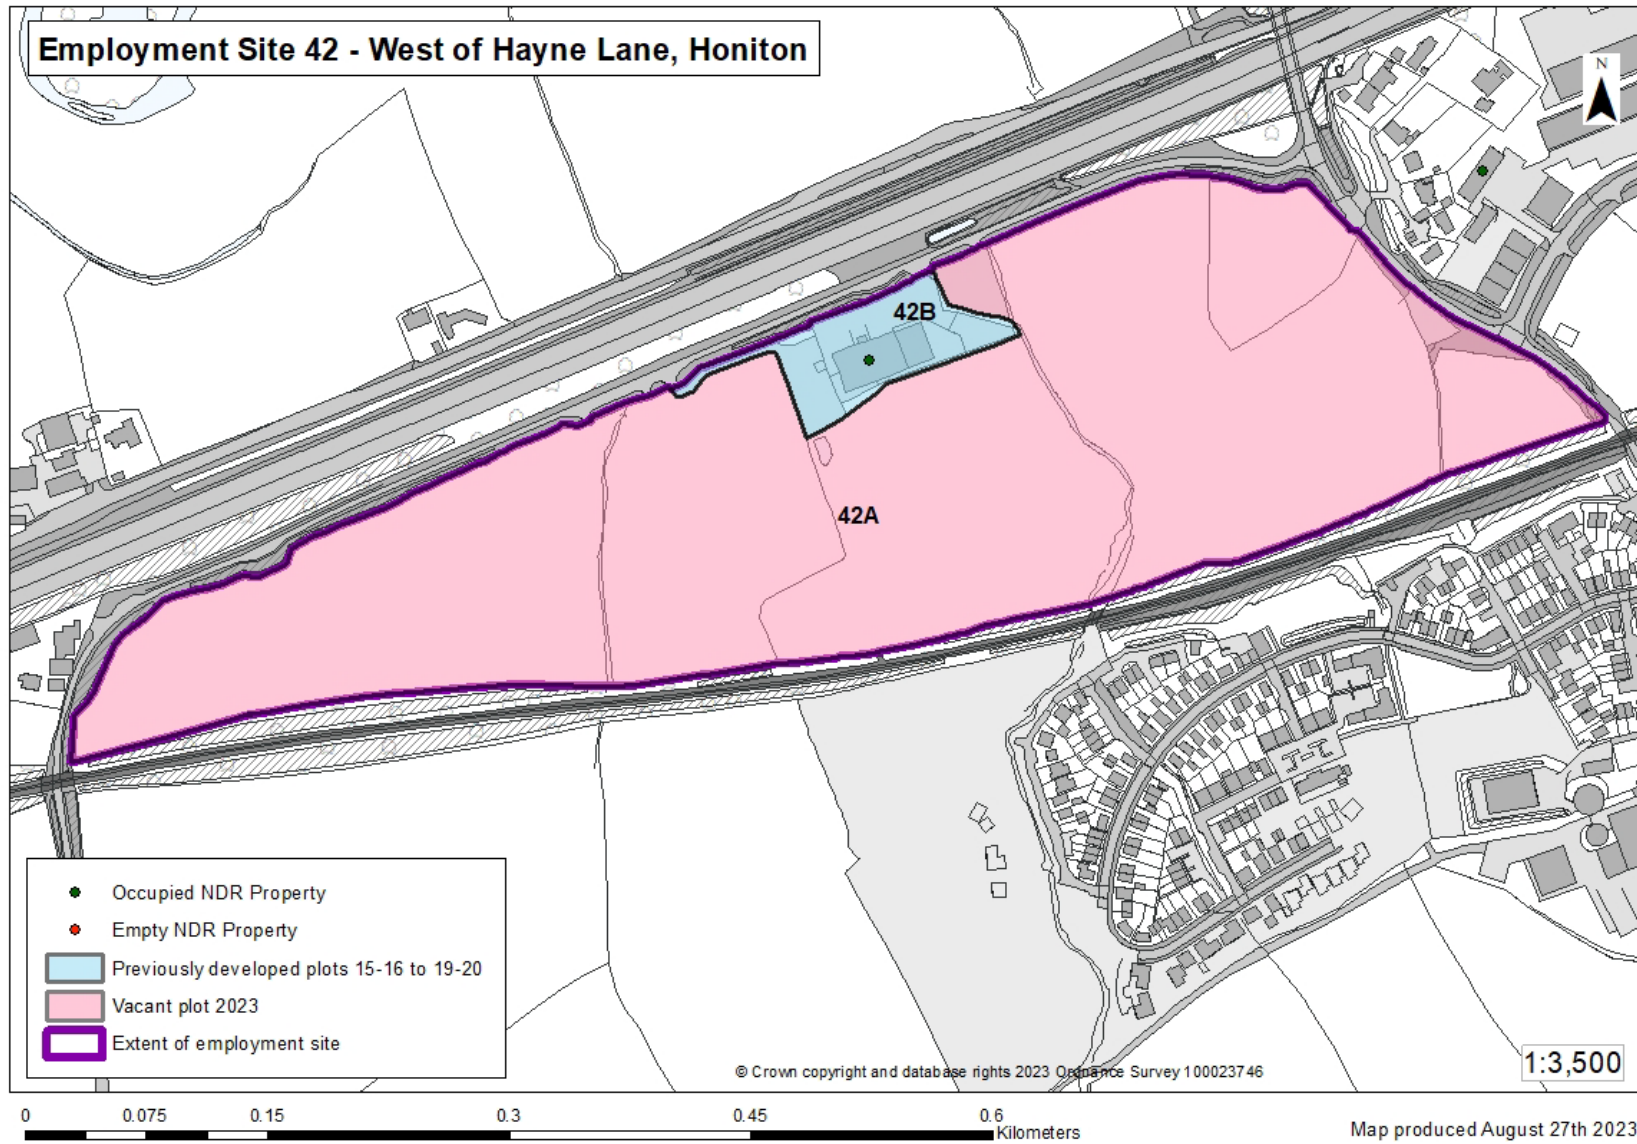 Employment Site 42 - West of Hayne Lane, Honiton
N
42B
42A
Occupied NDR Property
Empty NDR Property
Previously developed plots 15-16 to 19-20
Vacant plot 2023
Extent of employment site
© Crown copyright and database rights 2023 Ordnance Survey 100023746
1:3,500
0 0.075 0.15 0.3 0.45 0.6
Kilometers
Map produced August 27th 2023